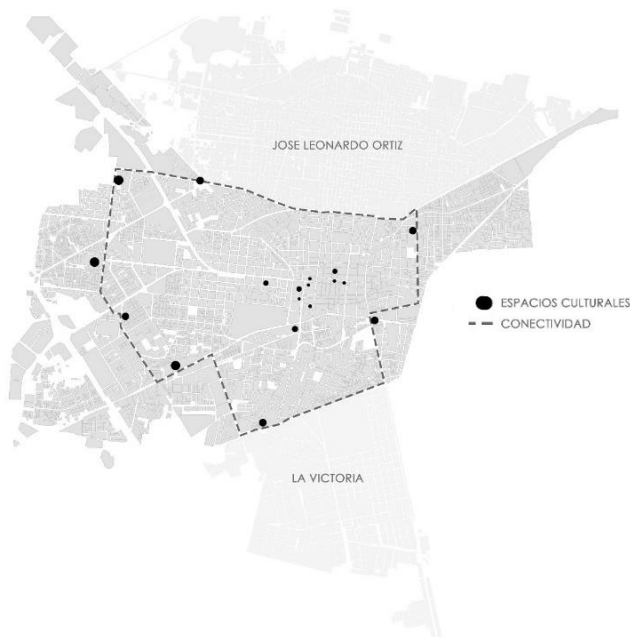 JOSE LEONARDO ORTIZ
ESPACIOS CULTURALES
CONECTIVIDAD
LA VICTORIA